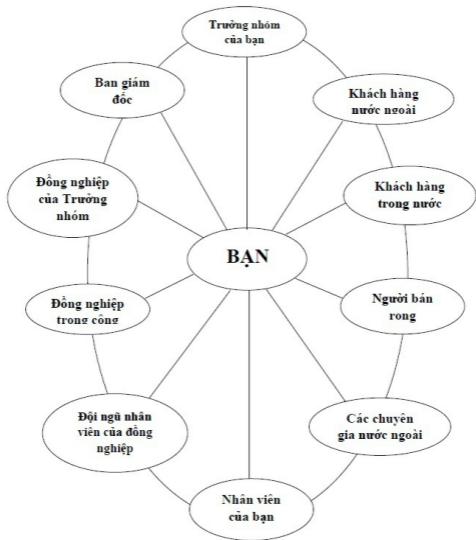 Trưởng nhóm
của bạn
Khách hàng
nước ngoài
Khách hàng
trong nước
Người bán
rong
Các chuyên
gia nước ngoài
Nhân viên
của bạn
Đội ngũ nhân
viên của đồng
nghiệp
Đồng nghiệp
trong công
Đồng nghiệp
của Trưởng
nhóm
Ban giám
đốc
BẠN